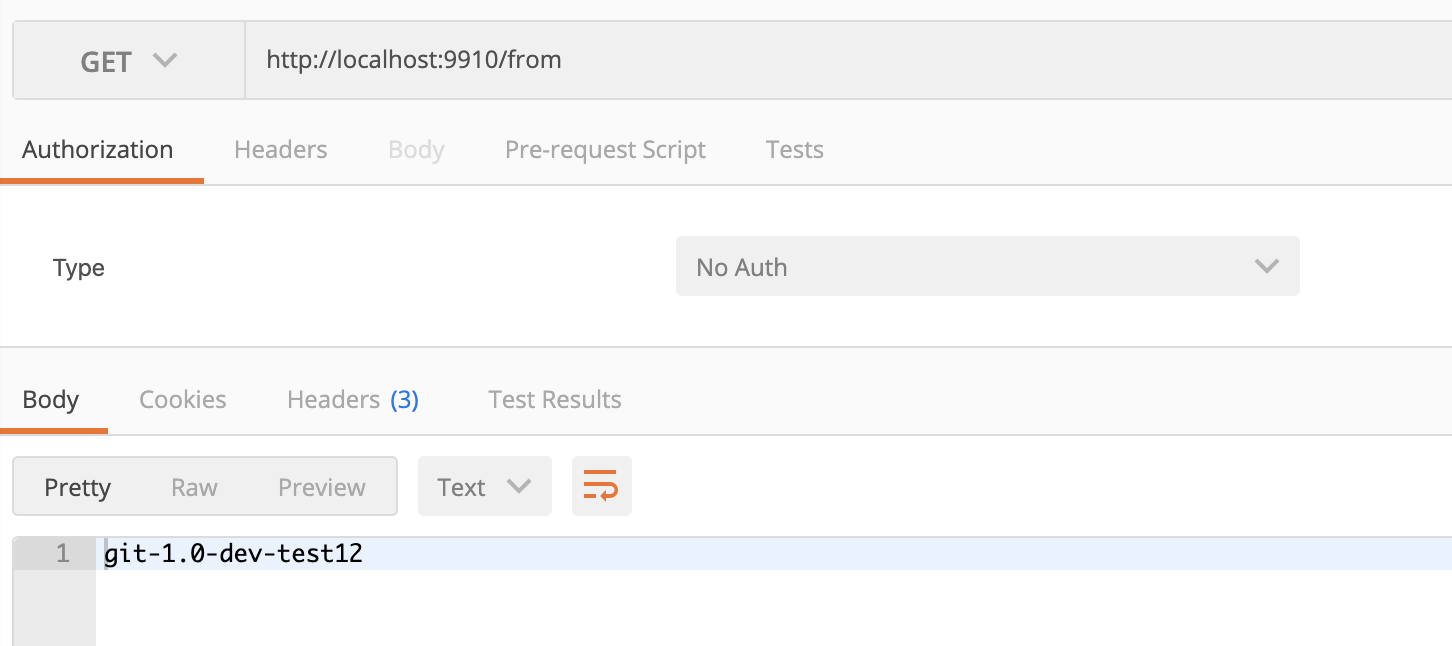 GET http://localhost:9910/from
Authorization Headers Body Pre-request Script Tests
Type No Auth
Body Cookies Headers (3) Test Results
Pretty Raw Preview Text
1 git-1.0-dev-test12